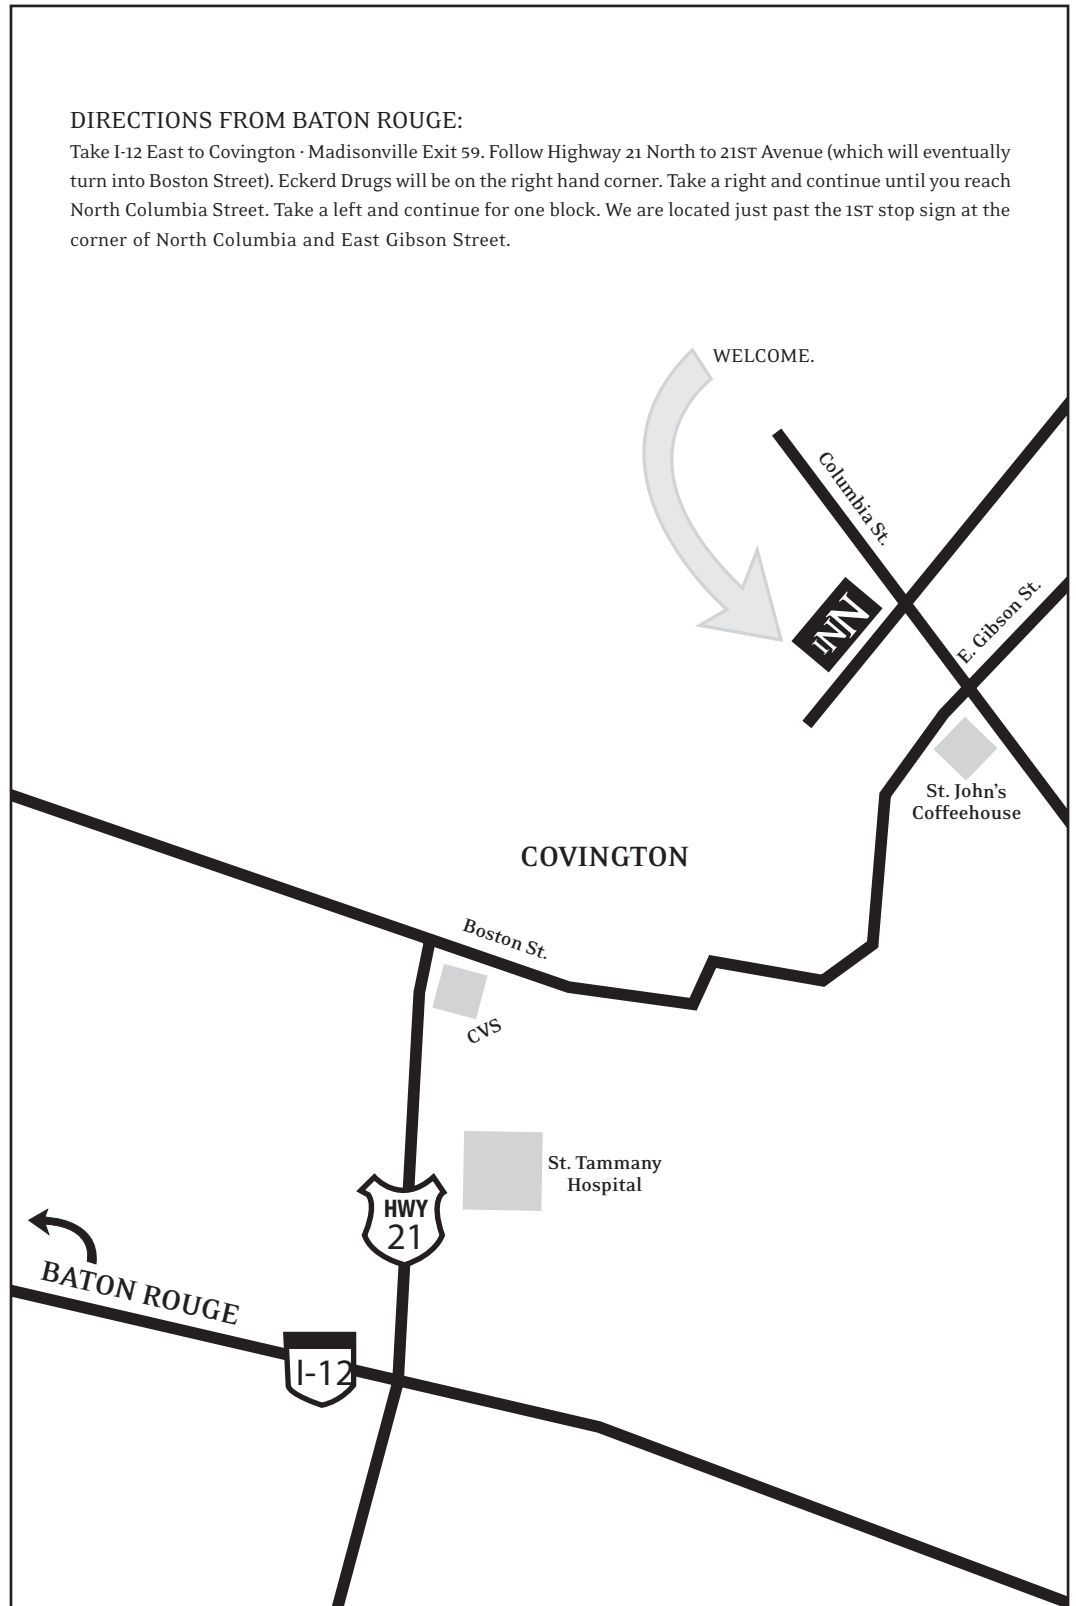 DIRECTIONS FROM BATON ROUGE:
Take I-12 East to Covington · Madisonville Exit 59. Follow Highway 21 North to 21ST Avenue (which will eventually
turn into Boston Street). Eckerd Drugs will be on the right hand corner. Take a right and continue until you reach
North Columbia Street. Take a left and continue for one block. We are located just past the 1ST stop sign at the
corner of North Columbia and East Gibson Street.
WELCOME.
Columbia St.
INN
E. Gibson St.
St. John's
Coffeehouse
COVINGTON
Boston St.
CVS
St. Tammany
Hospital
HWY
21
BATON ROUGE
I-12